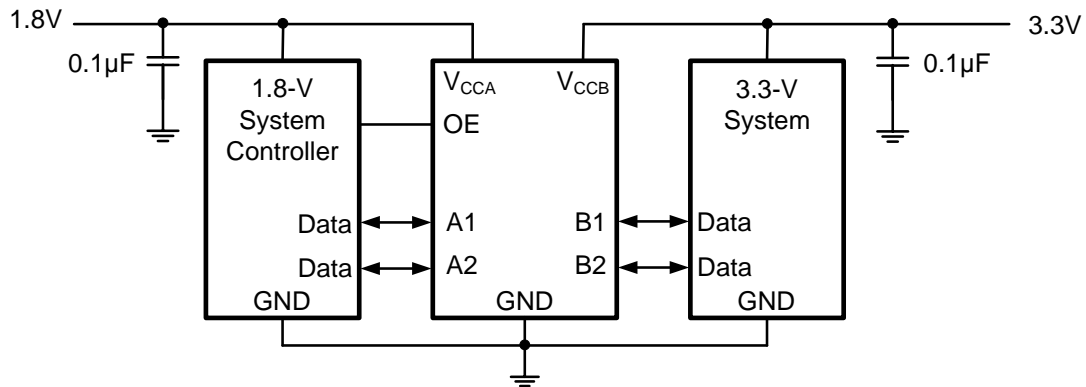 1.8V
3.3V
0.1µF
0.1µF
1.8-V
System
Controller
Data
Data
GND
VCCA
VCCB
OE
A1
B1
A2
B2
GND
3.3-V
System
Data
Data